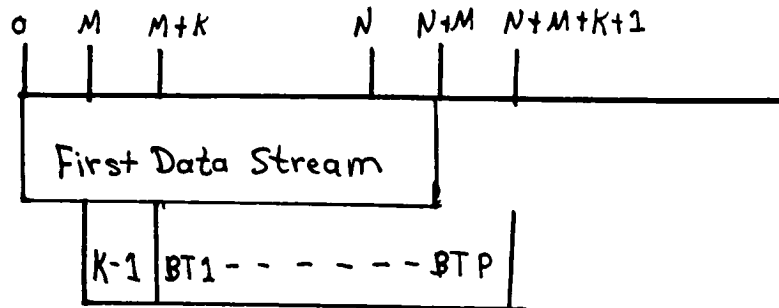 0 M M+K N N+M N+M+K+1
First Data Stream
K-1 BT1 - - - - - - - BTP